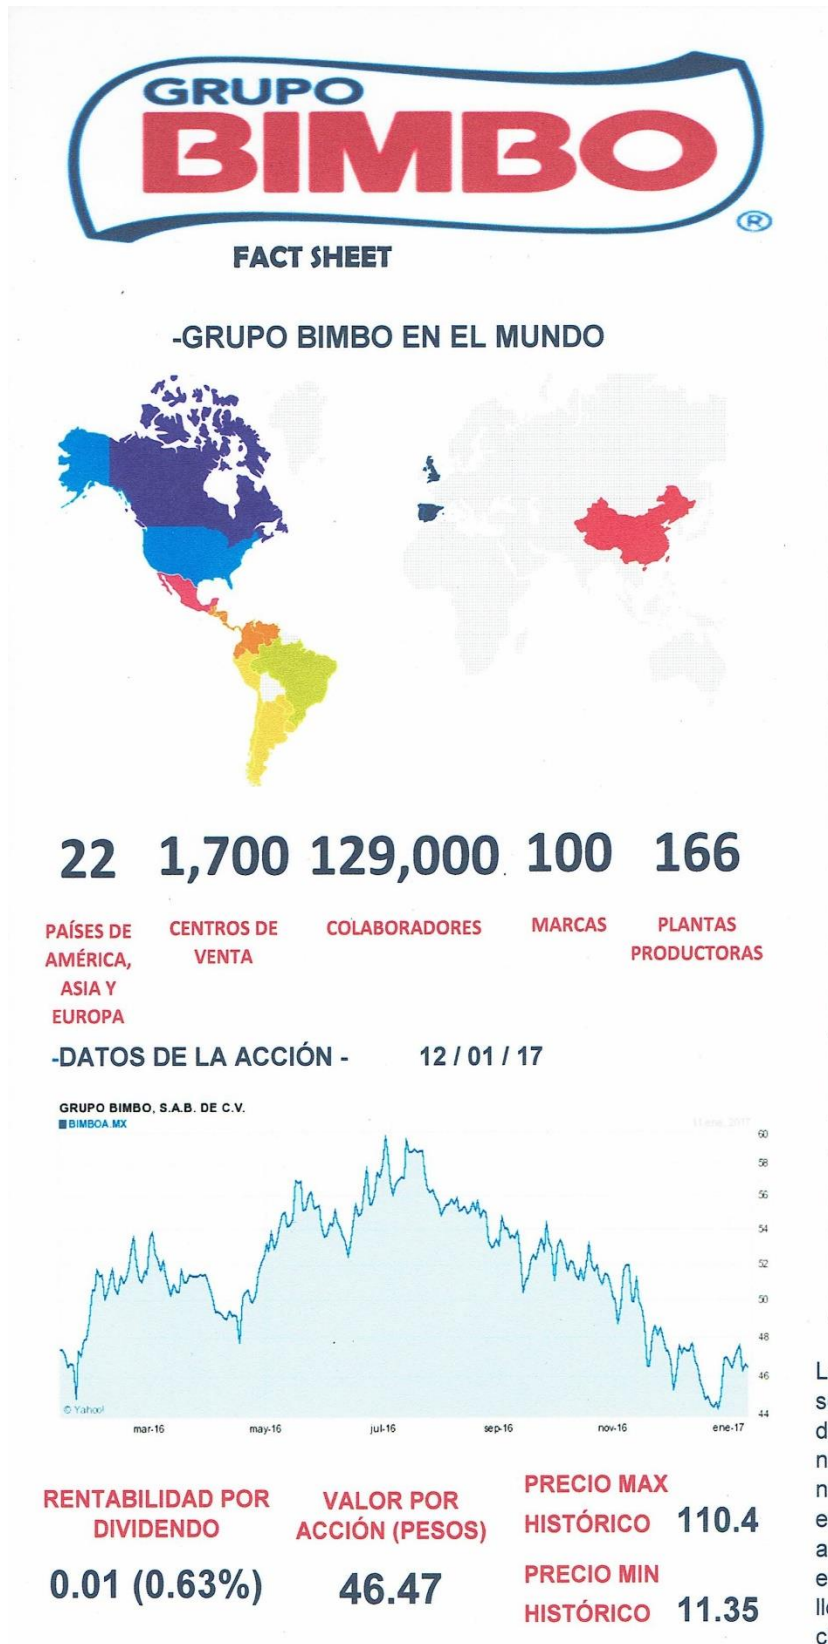 GRUPO
BIMBO
®
FACT SHEET
-GRUPO BIMBO EN EL MUNDO
22 1,700 129,000 100 166
PAÍSES DE
AMÉRICA,
ASIA Y
EUROPA
CENTROS DE
VENTA
COLABORADORES
MARCAS
PLANTAS
PRODUCTORAS
-DATOS DE LA ACCIÓN - 12 / 01 / 17
GRUPO BIMBO, S.A.B. DE C.V.
BIMBOA.MX
11 ene. 2017
60
58
56
54
52
50
48
46
44
© Yahoo!
mar-16 may-16 jul-16 sep-16 nov-16 ene-17
RENTABILIDAD POR
DIVIDENDO
0.01 (0.63%)
VALOR POR
ACCIÓN (PESOS)
46.47
PRECIO MAX
HISTÓRICO 110.4
PRECIO MIN
HISTÓRICO 11.35